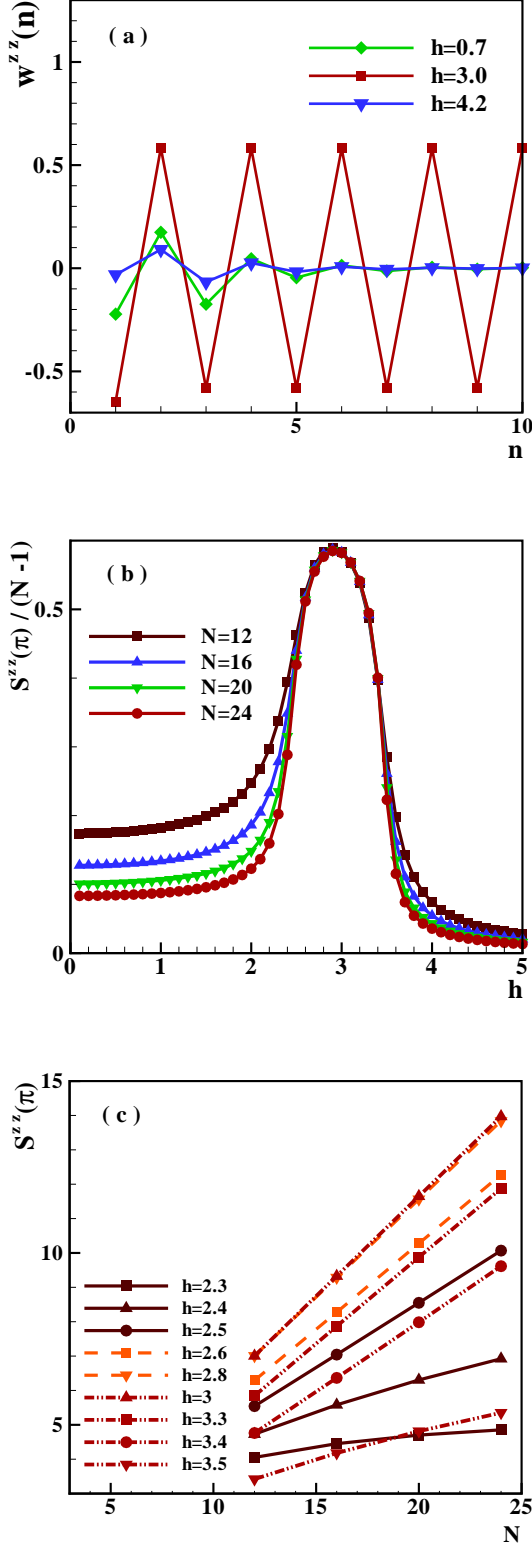 w^zz(n)
( a )
h=0.7
h=3.0
h=4.2
1
0.5
0
-0.5
0
5
10
n
S^zz(π) / (N -1)
( b )
0.5
N=12
N=16
N=20
N=24
0
0
1
2
3
4
5
h
S^zz(π)
( c )
15
10
5
h=2.3
h=2.4
h=2.5
h=2.6
h=2.8
h=3
h=3.3
h=3.4
h=3.5
5
10
15
20
25
N